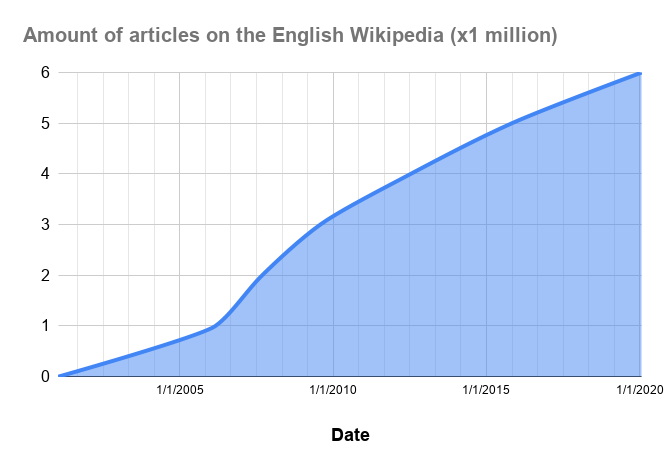 Amount of articles on the English Wikipedia (x1 million)
6
5
4
3
2
1
0
1/1/2005 1/1/2010 1/1/2015 1/1/2020
Date